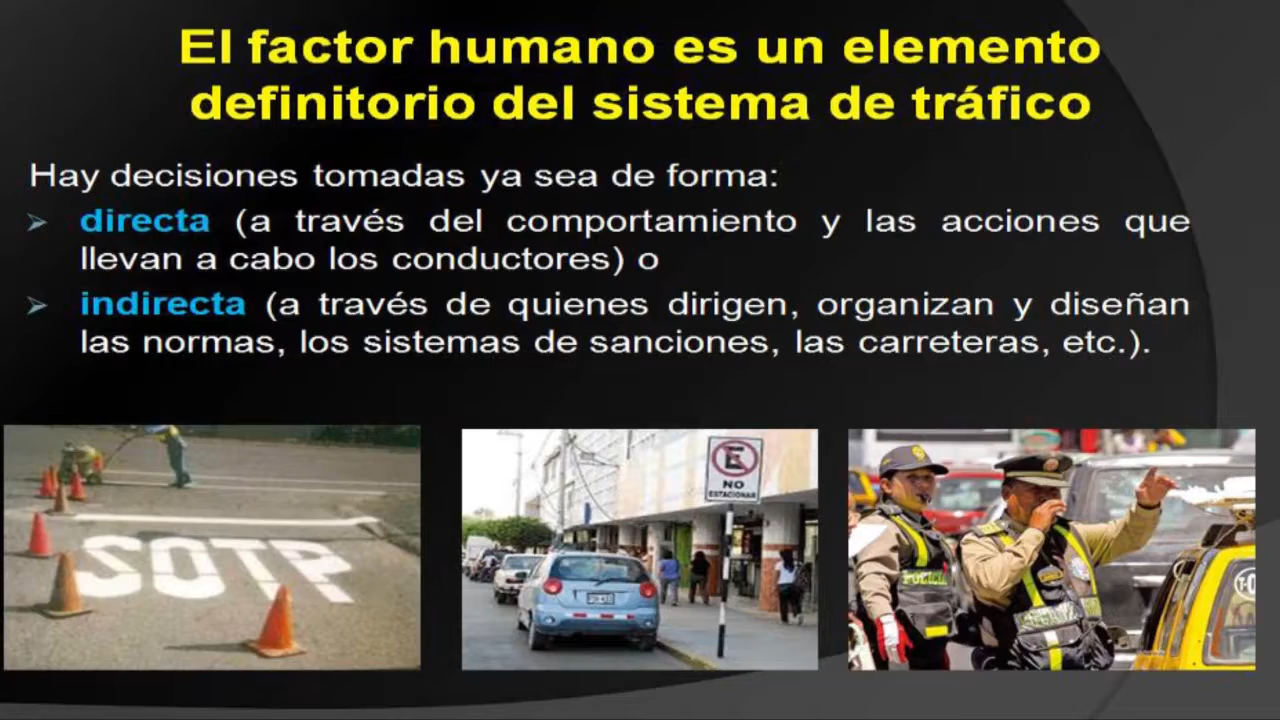 El factor humano es un elemento
definitorio del sistema de tráfico
Hay decisiones tomadas ya sea de forma:
directa (a través del comportamiento y las acciones que
llevan a cabo los conductores) o
indirecta (a través de quienes dirigen, organizan y diseñan
las normas, los sistemas de sanciones, las carreteras, etc.).
SOTP
E
NO
ESTACIONAR
POLICIA